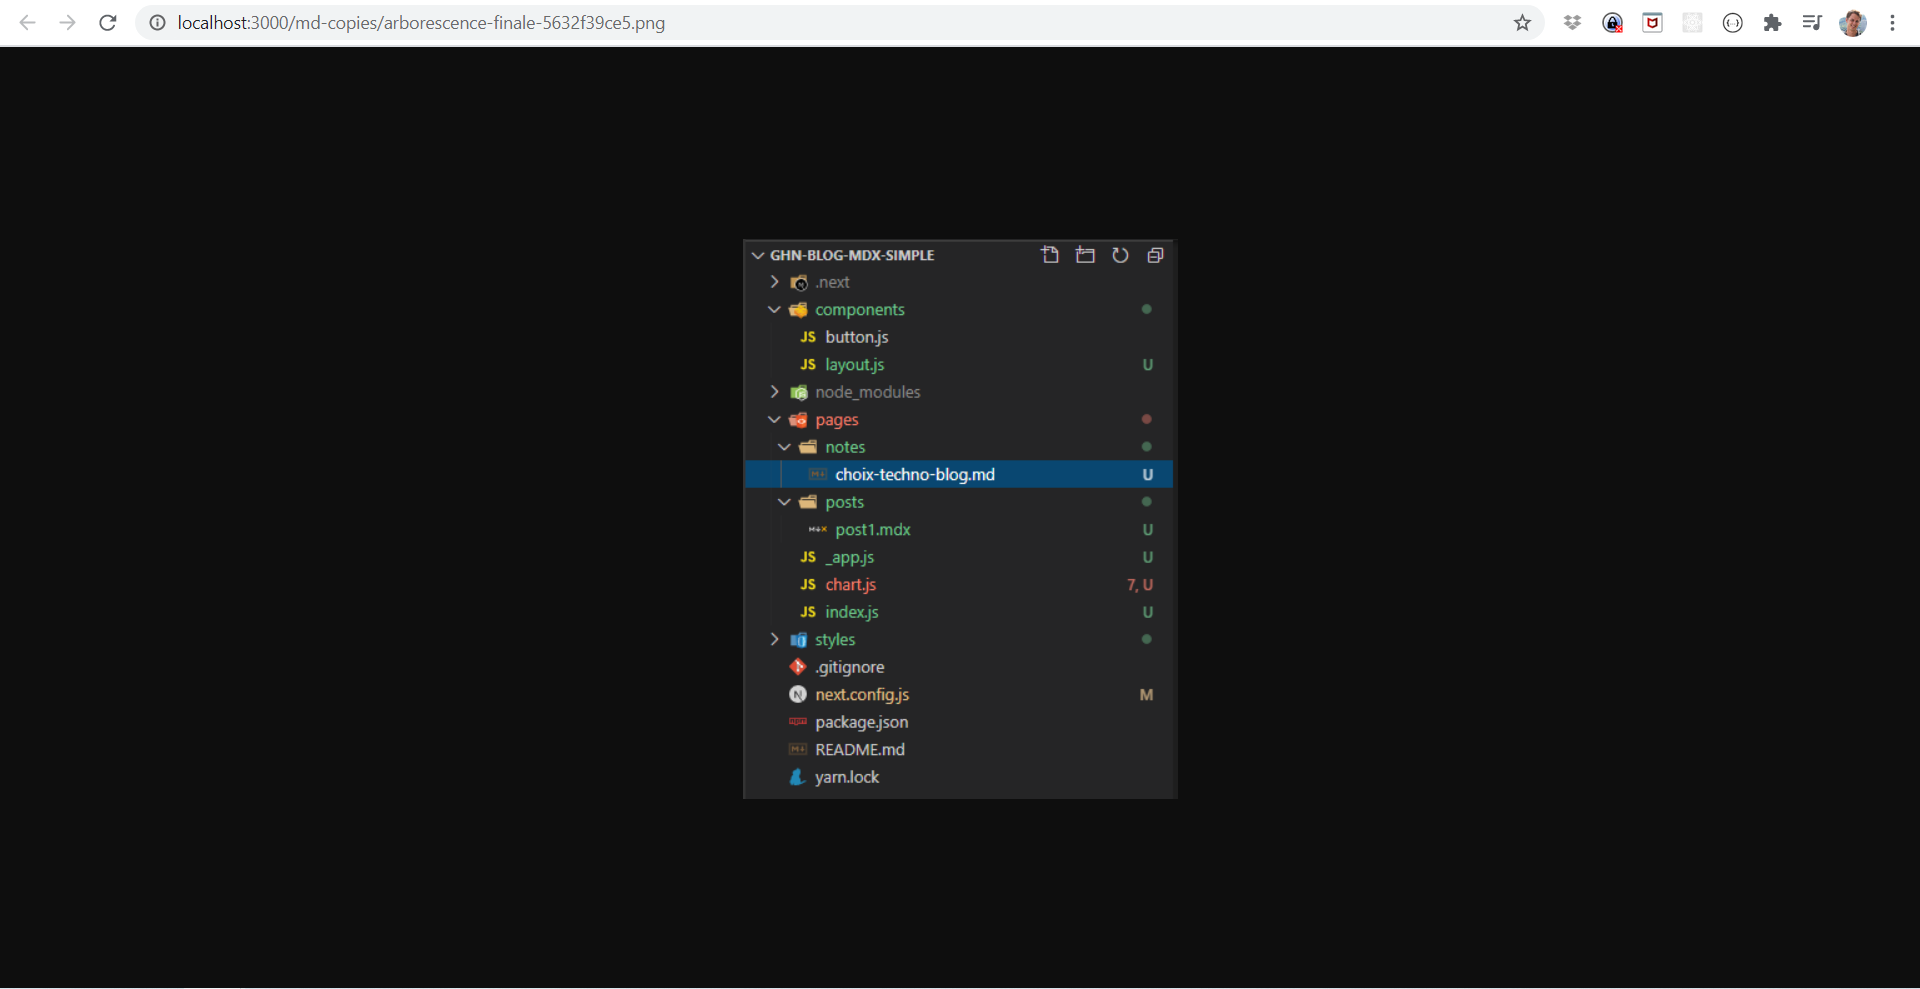 localhost:3000/md-copies/arborescence-finale-5632f39ce5.png
GHN-BLOG-MDX-SIMPLE
.next
components
JS button.js
JS layout.js U
node_modules
pages
notes
choix-techno-blog.md U
posts
post1.mdx U
JS _app.js U
JS chart.js 7, U
JS index.js U
styles
.gitignore
next.config.js M
package.json
README.md
yarn.lock